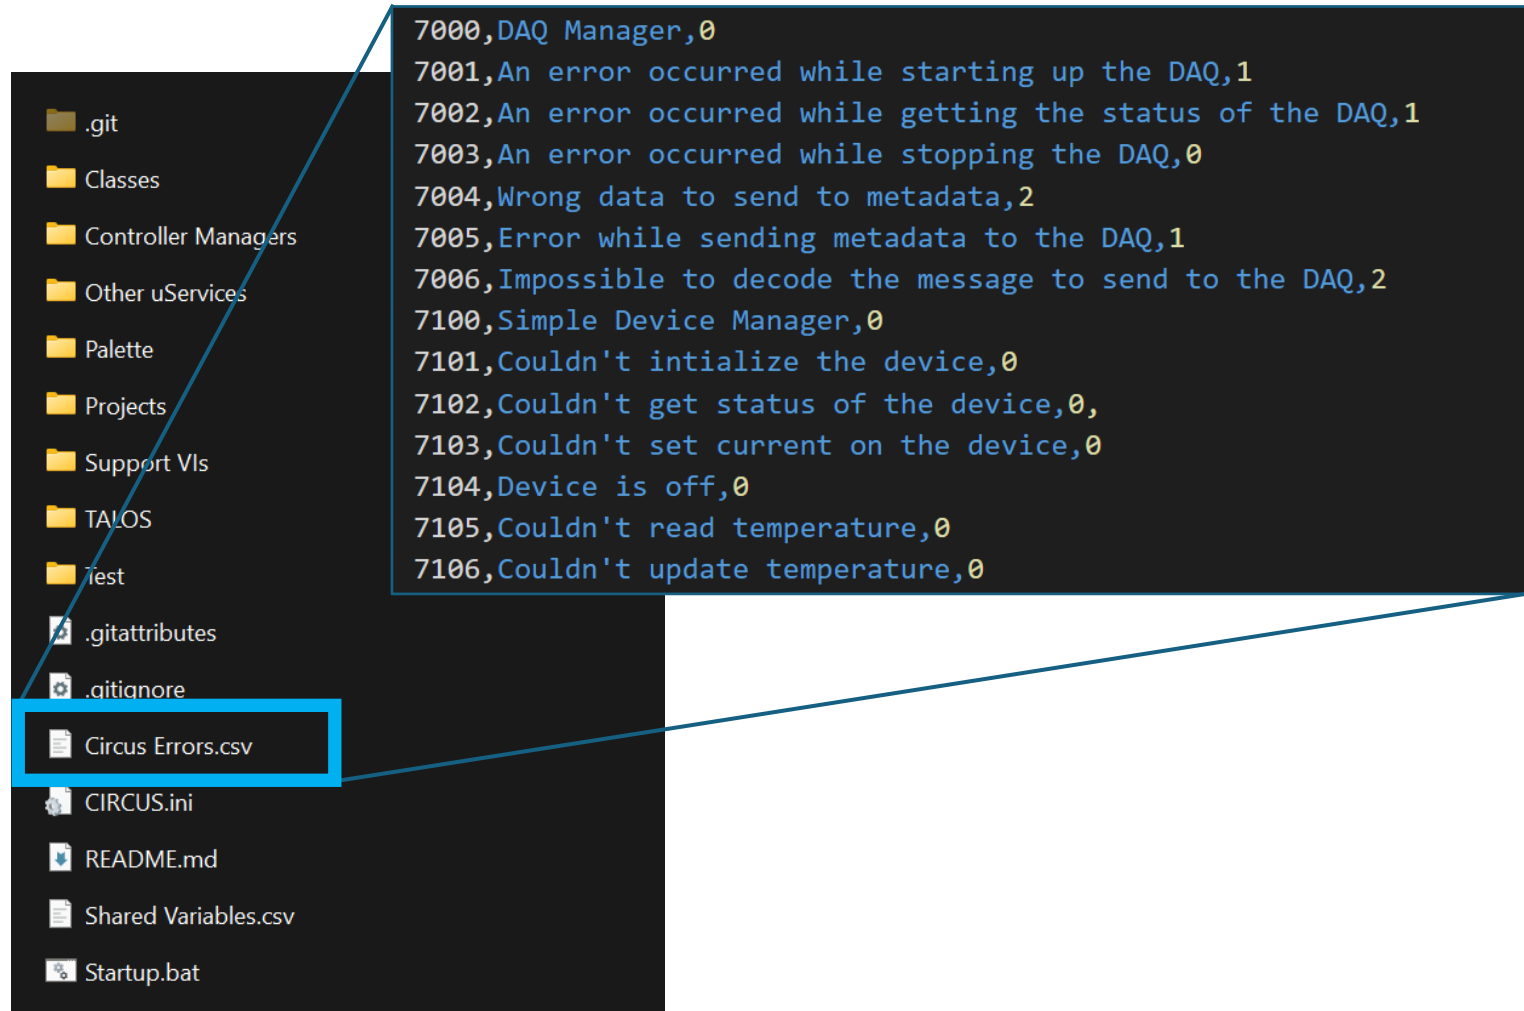 7000,DAQ Manager,0
7001,An error occurred while starting up the DAQ,1
7002,An error occurred while getting the status of the DAQ,1
7003,An error occurred while stopping the DAQ,0
7004,Wrong data to send to metadata,2
7005,Error while sending metadata to the DAQ,1
7006,Impossible to decode the message to send to the DAQ,2
7100,Simple Device Manager,0
7101,Couldn't intialize the device,0
7102,Couldn't get status of the device,0,
7103,Couldn't set current on the device,0
7104,Device is off,0
7105,Couldn't read temperature,0
7106,Couldn't update temperature,0
.git
Classes
Controller Managers
Other uServices
Palette
Projects
Support VIs
TALOS
Test
.gitattributes
.gitignore
Circus Errors.csv
CIRCUS.ini
README.md
Shared Variables.csv
Startup.bat